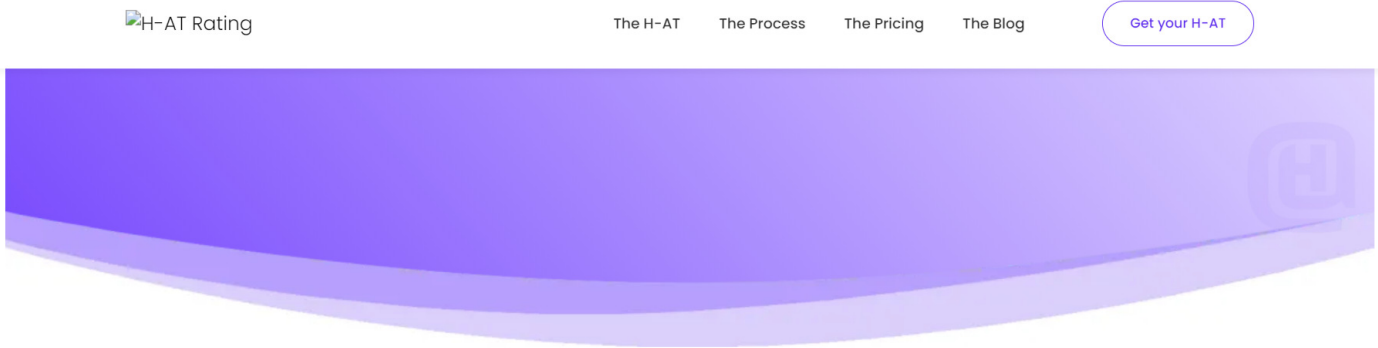 H-AT Rating
The H-AT The Process The Pricing The Blog Get your H-AT